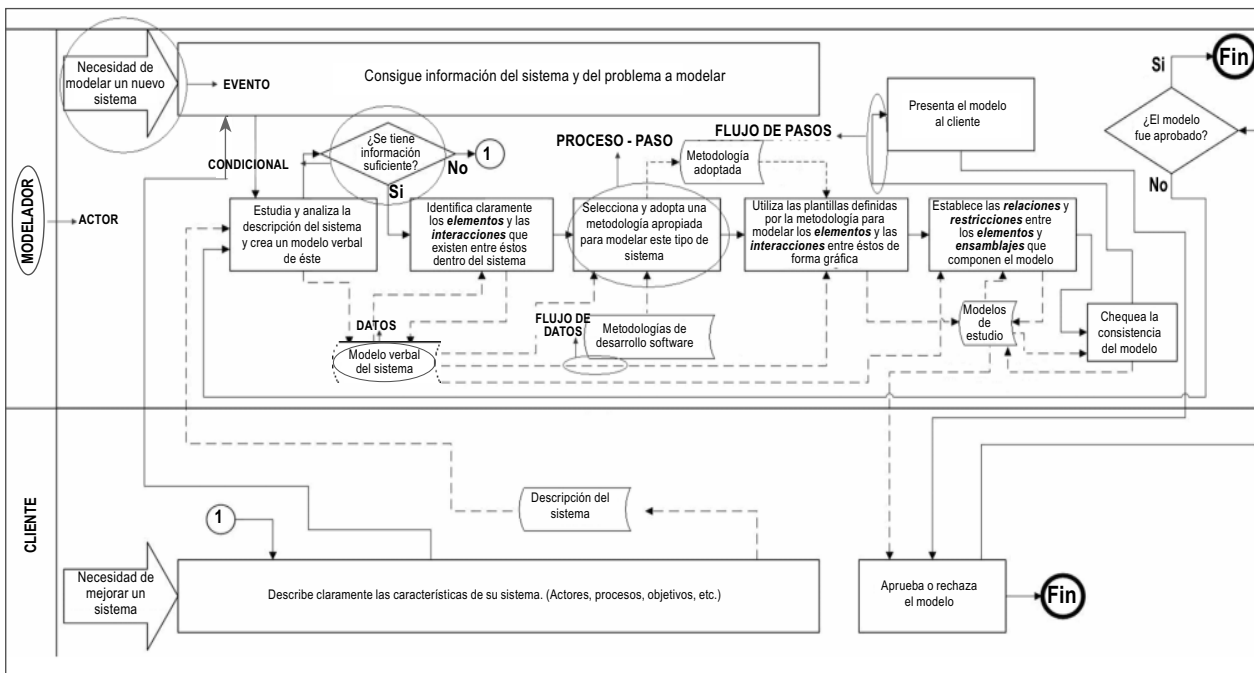 MODELADOR
ACTOR
Necesidad de
modelar un nuevo
sistema
EVENTO
Consigue información del sistema y del problema a modelar
¿Se tiene
información
suficiente?
CONDICIONAL
No
1
Si
PROCESO - PASO
FLUJO DE PASOS
Metodología
adoptada
Presenta el modelo
al cliente
¿El modelo
fue aprobado?
Si
Fin
No
Estudia y analiza la
descripción del sistema
y crea un modelo verbal
de éste
Identifica claramente
los elementos y las
interacciones que
existen entre éstos
dentro del sistema
Selecciona y adopta una
metodología apropiada
para modelar este tipo de
sistema
Utiliza las plantillas definidas
por la metodología para
modelar los elementos y las
interacciones entre éstos de
forma gráfica
Establece las relaciones y
restricciones entre
los elementos y
ensamblajes que
componen el modelo
DATOS
Modelo verbal
del sistema
FLUJO DE
DATOS
Metodologías de
desarrollo software
Modelos
de
estudio
Chequea la
consistencia
del modelo
CLIENTE
Descripción del
sistema
1
Necesidad de
mejorar un
sistema
Describe claramente las características de su sistema. (Actores, procesos, objetivos, etc.)
Aprueba o rechaza
el modelo
Fin